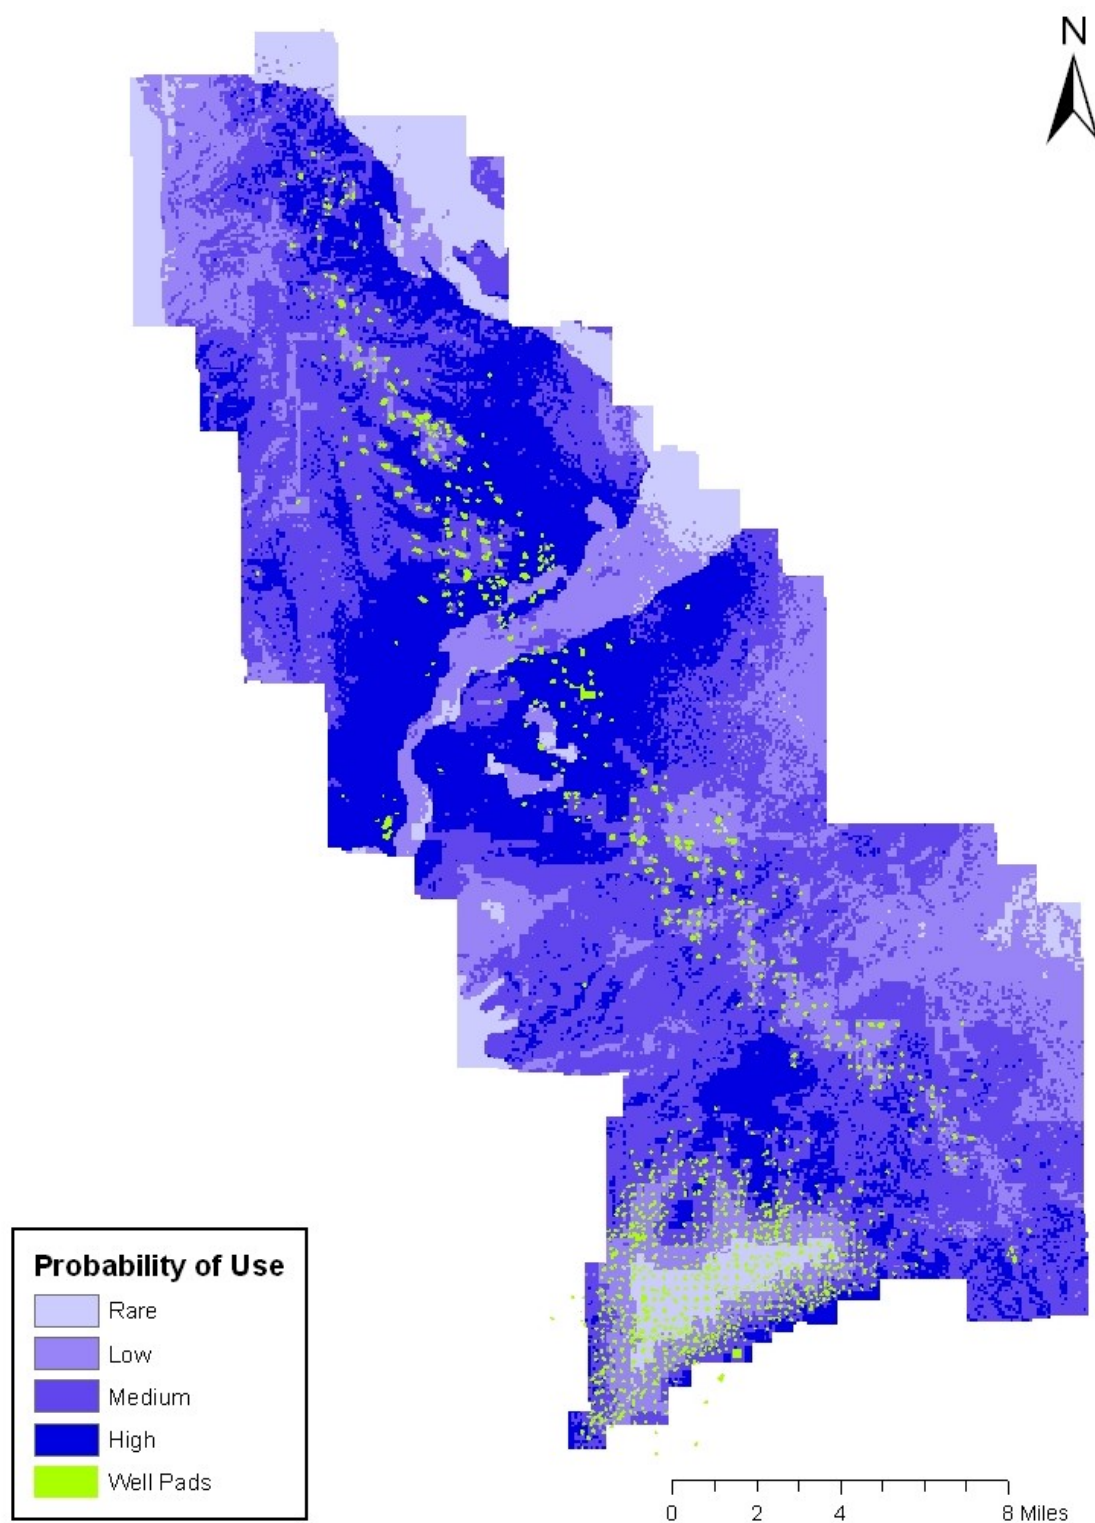 N
Probability of Use
Rare
Low
Medium
High
Well Pads
0 2 4 8 Miles